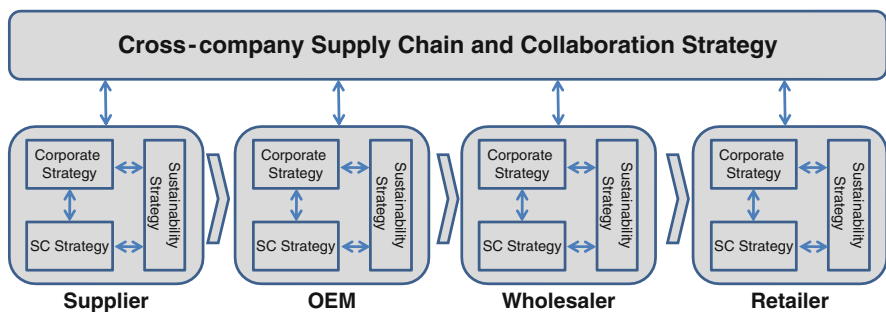 Cross-company Supply Chain and Collaboration Strategy
Corporate
Strategy
SC Strategy
Sustainability
Strategy
Supplier
Corporate
Strategy
SC Strategy
Sustainability
Strategy
OEM
Corporate
Strategy
SC Strategy
Sustainability
Strategy
Wholesaler
Corporate
Strategy
SC Strategy
Sustainability
Strategy
Retailer